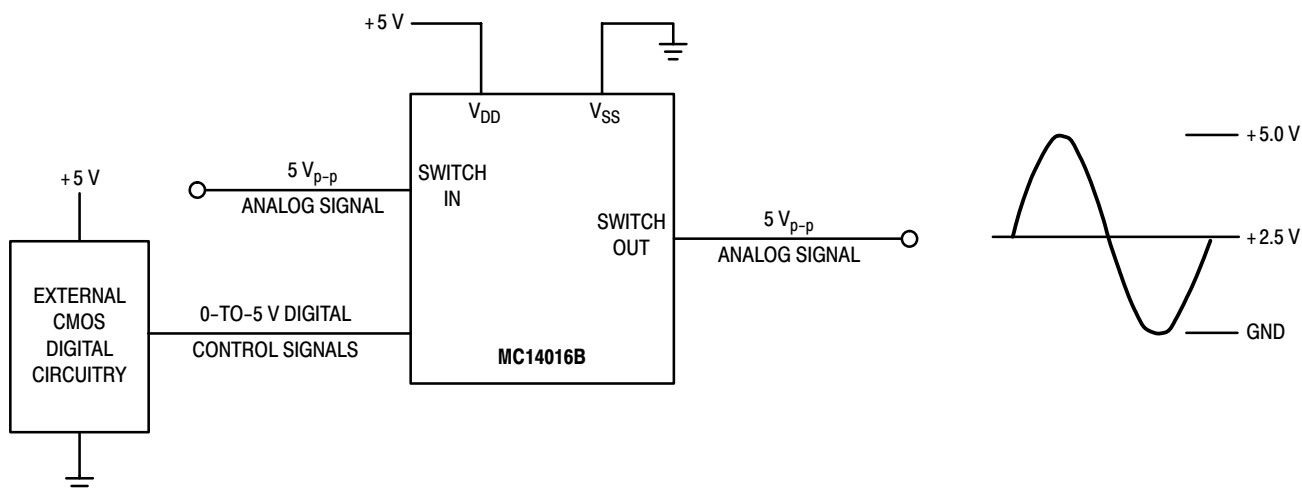 +5 V
V_DD
V_SS
+5.0 V
5 V_p-p
SWITCH
IN
+5 V
ANALOG SIGNAL
SWITCH
OUT
5 V_p-p
ANALOG SIGNAL
+2.5 V
EXTERNAL
CMOS
DIGITAL
CIRCUITRY
0-TO-5 V DIGITAL
CONTROL SIGNALS
MC14016B
GND